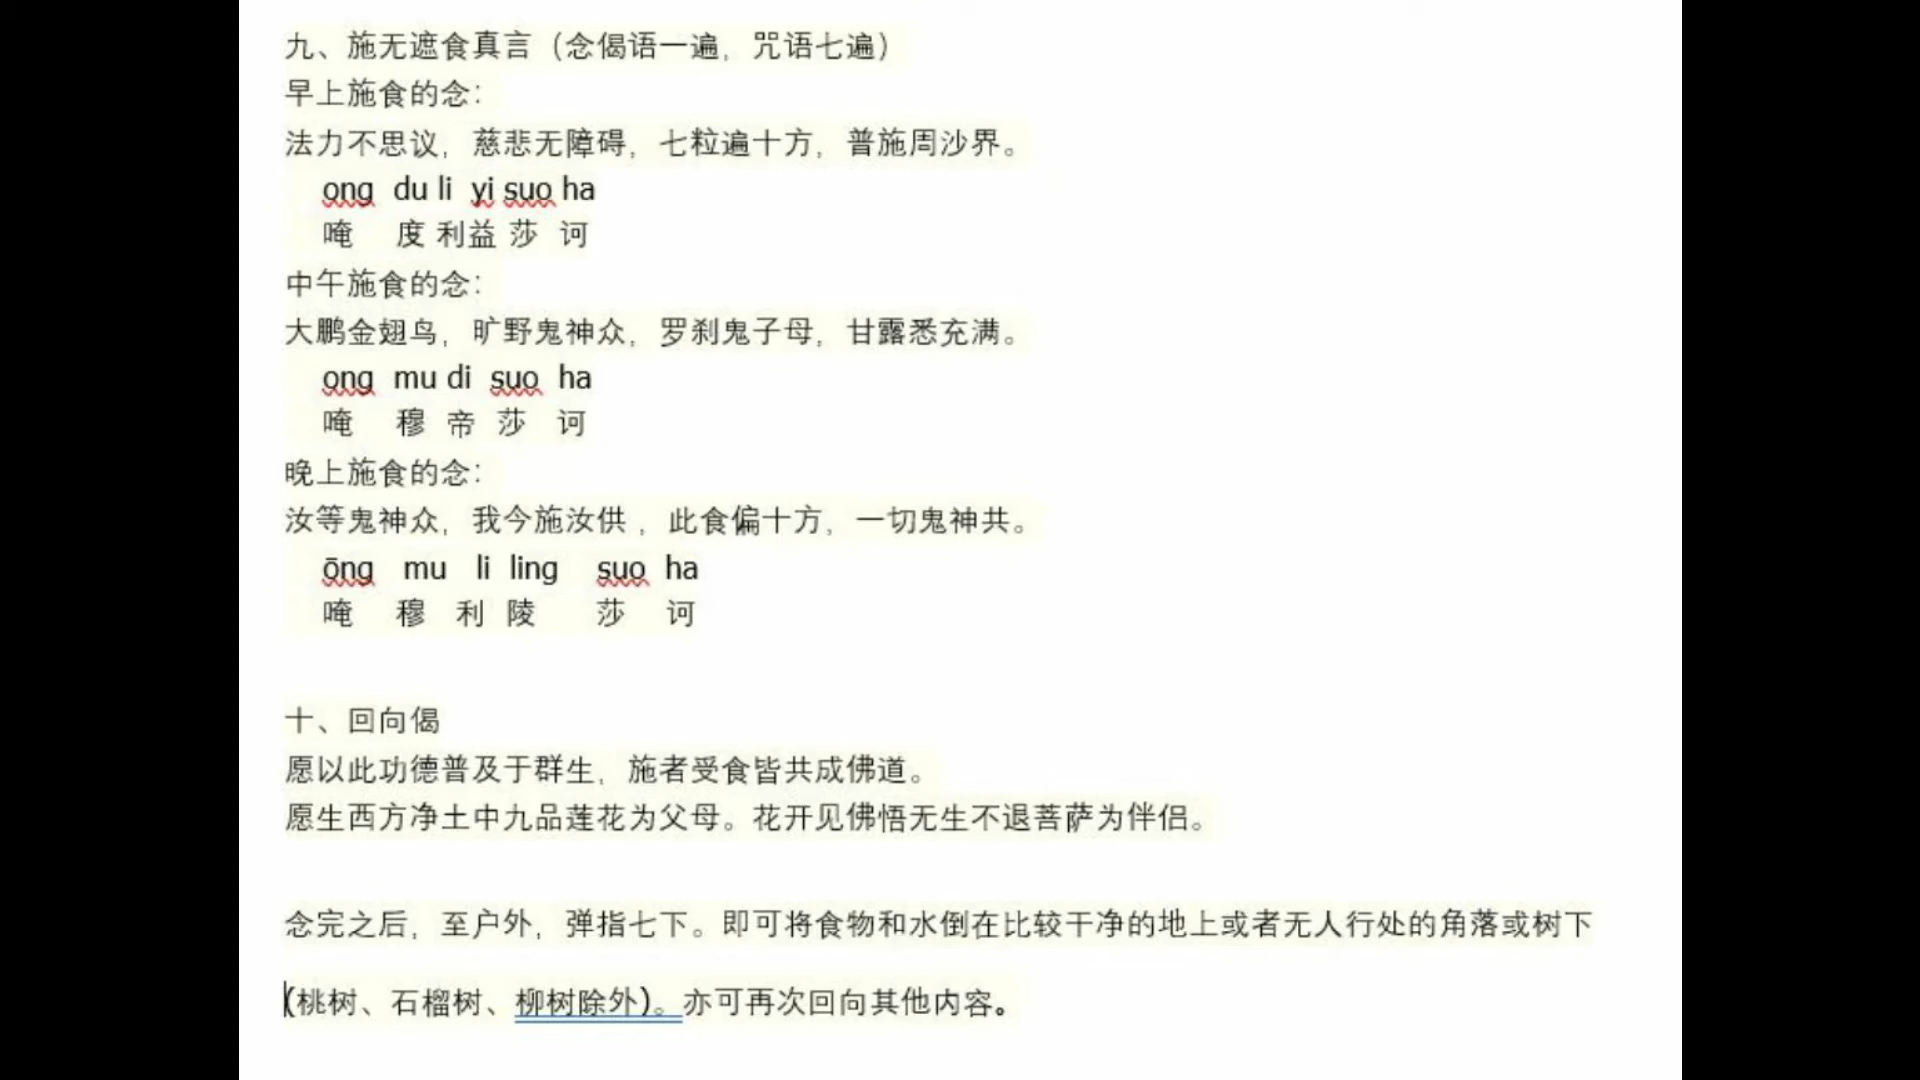 九、施无遮食真言（念偈语一遍，咒语七遍）
早上施食的念：
法力不思议，慈悲无障碍，七粒遍十方，普施周沙界。
ong du li yi suo ha
唵 度 利益 莎 诃
中午施食的念：
大鹏金翅鸟，旷野鬼神众，罗刹鬼子母，甘露悉充满。
ong mu di suo ha
唵 穆 帝 莎 诃
晚上施食的念：
汝等鬼神众，我今施汝供 ，此食偏十方，一切鬼神共。
ōng mu li ling suo ha
唵 穆 利 陵 莎 诃
十、回向偈
愿以此功德普及于群生，施者受食皆共成佛道。
愿生西方净土中九品莲花为父母。花开见佛悟无生不退菩萨为伴侣。
念完之后，至户外，弹指七下。即可将食物和水倒在比较干净的地上或者无人行处的角落或树下
(桃树、石榴树、柳树除外)。亦可再次回向其他内容。